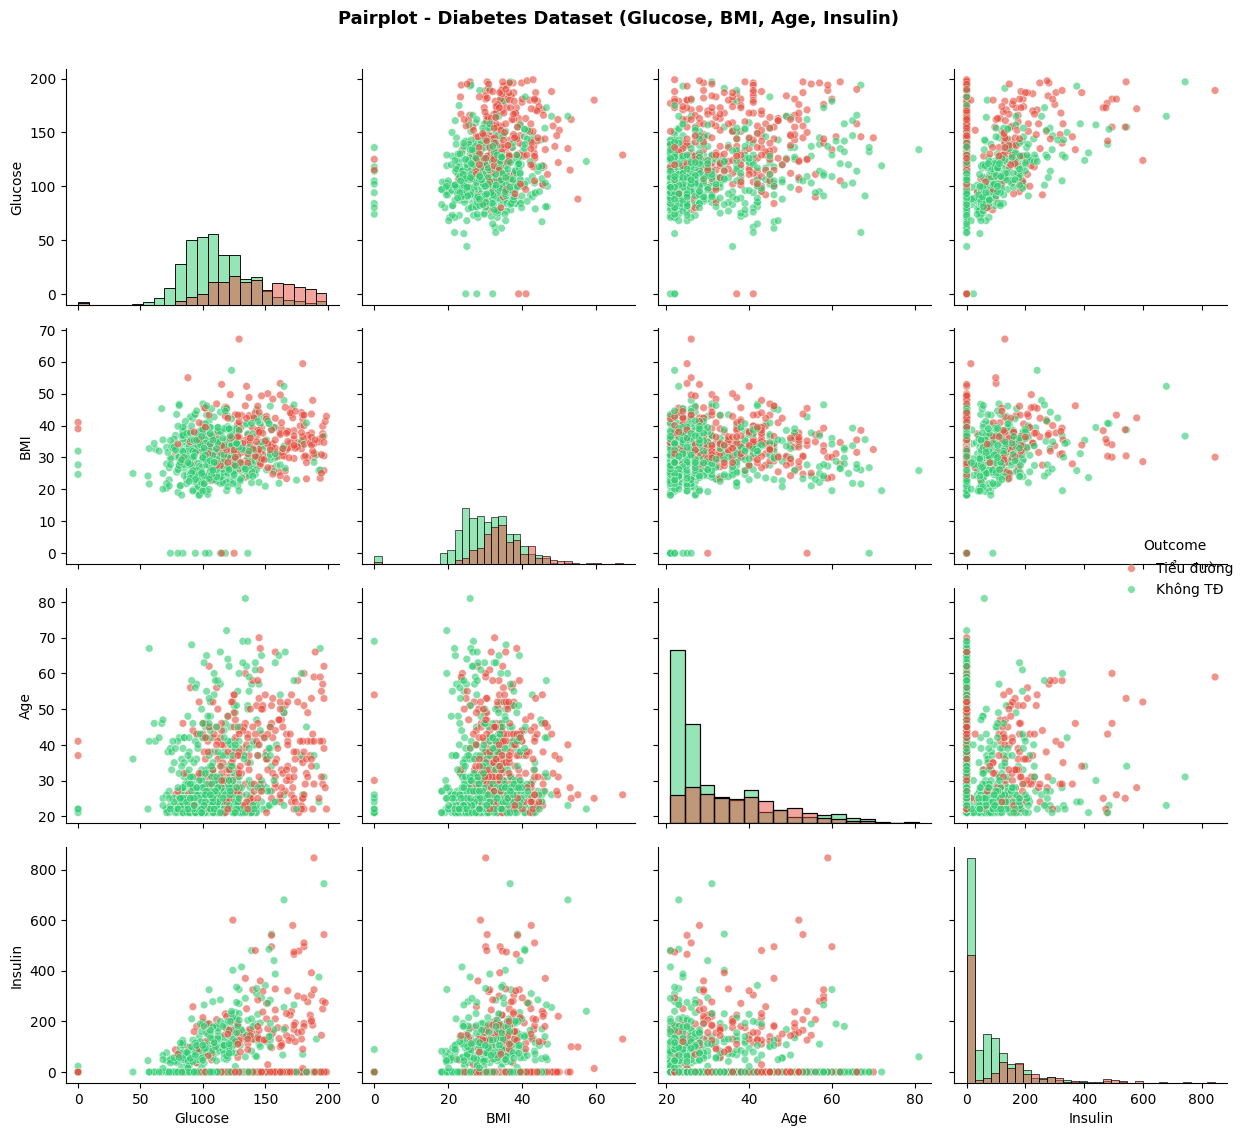 Pairplot - Diabetes Dataset (Glucose, BMI, Age, Insulin)
200
150
100
50
0
Glucose
70
60
50
40
30
20
10
0
BMI
Outcome
Tiểu đường
Không TĐ
80
70
60
50
40
30
20
Age
800
600
400
200
0
Insulin
0 50 100 150 200
0 20 40 60
20 40 60 80
0 200 400 600 800
Glucose BMI Age Insulin